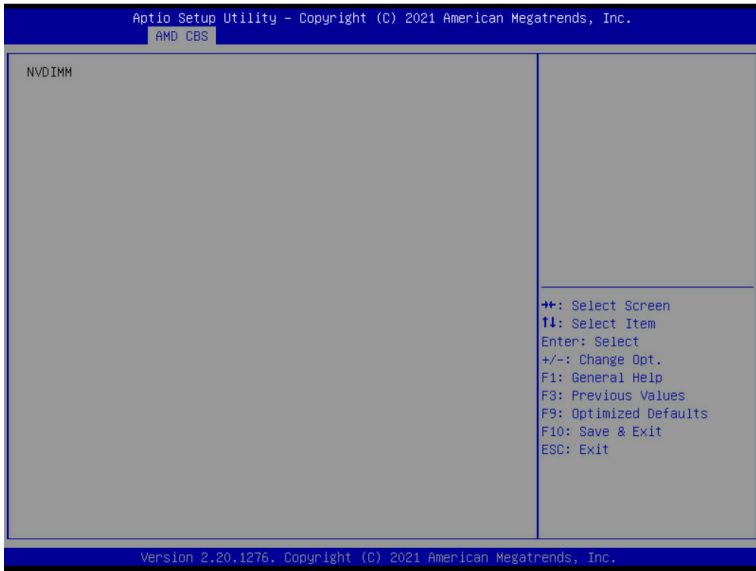 Aptio Setup Utility – Copyright (C) 2021 American Megatrends, Inc.
AMD CBS
NVDIMM
→←: Select Screen
↑↓: Select Item
Enter: Select
+/-: Change Opt.
F1: General Help
F3: Previous Values
F9: Optimized Defaults
F10: Save & Exit
ESC: Exit
Version 2.20.1276. Copyright (C) 2021 American Megatrends, Inc.